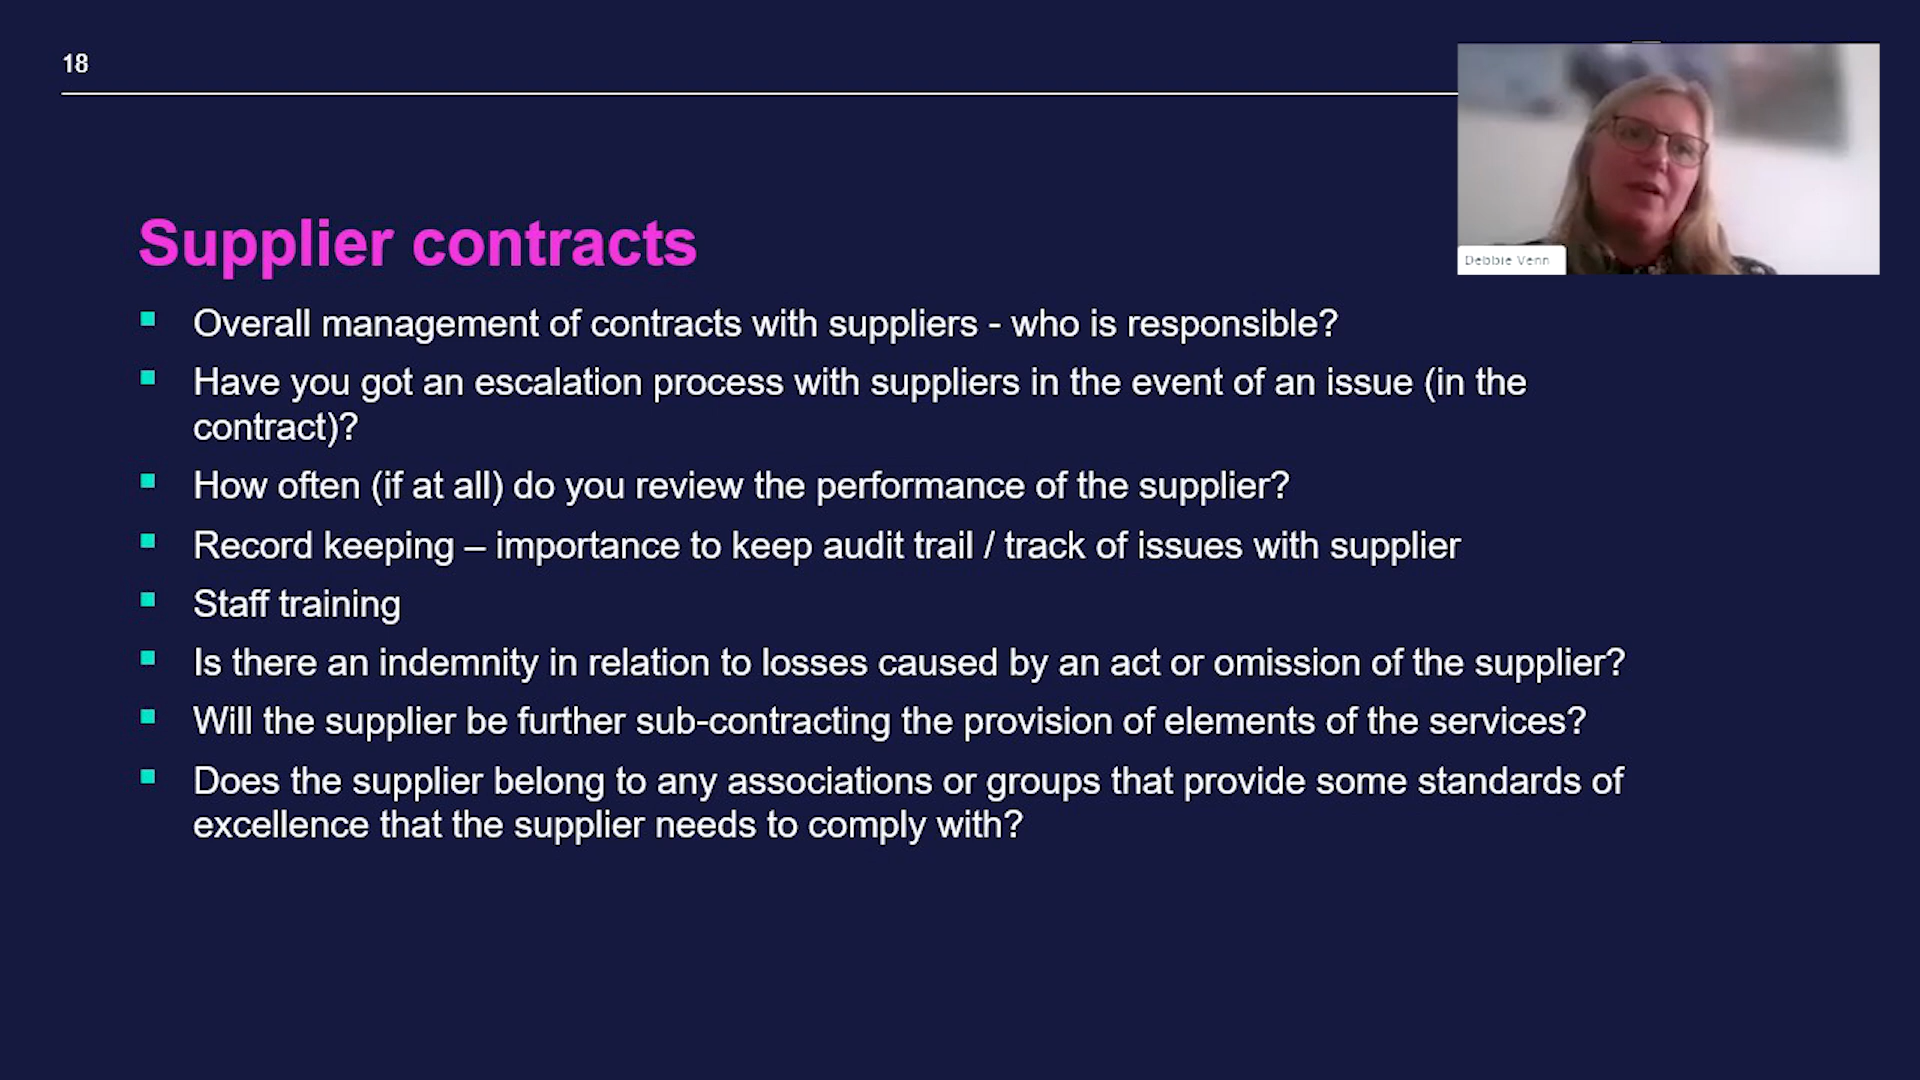 18
Debbie Venn
Supplier contracts
Overall management of contracts with suppliers - who is responsible?
Have you got an escalation process with suppliers in the event of an issue (in the
contract)?
How often (if at all) do you review the performance of the supplier?
Record keeping – importance to keep audit trail / track of issues with supplier
Staff training
Is there an indemnity in relation to losses caused by an act or omission of the supplier?
Will the supplier be further sub-contracting the provision of elements of the services?
Does the supplier belong to any associations or groups that provide some standards of
excellence that the supplier needs to comply with?